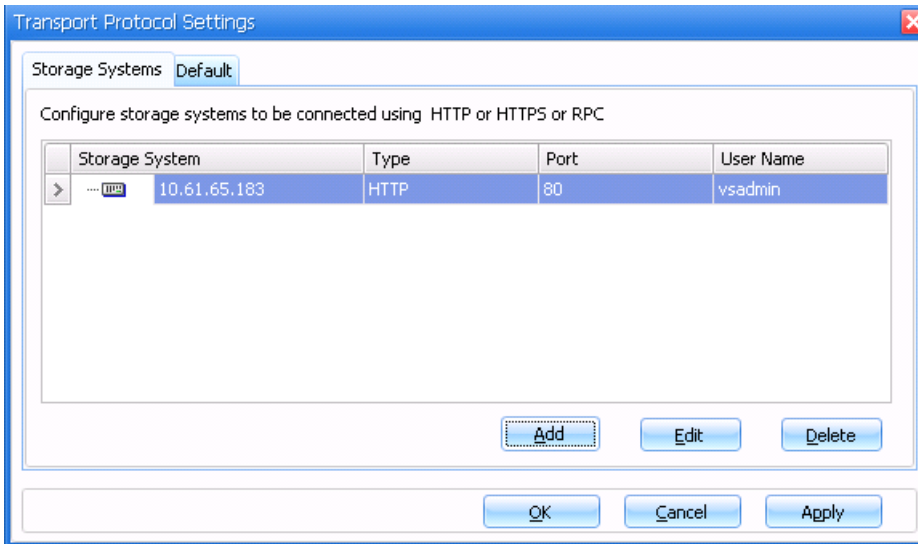 Transport Protocol Settings
Storage Systems Default
Configure storage systems to be connected using HTTP or HTTPS or RPC
Storage System Type Port User Name
10.61.65.183 HTTP 80 vsadmin
Add Edit Delete
OK Cancel Apply